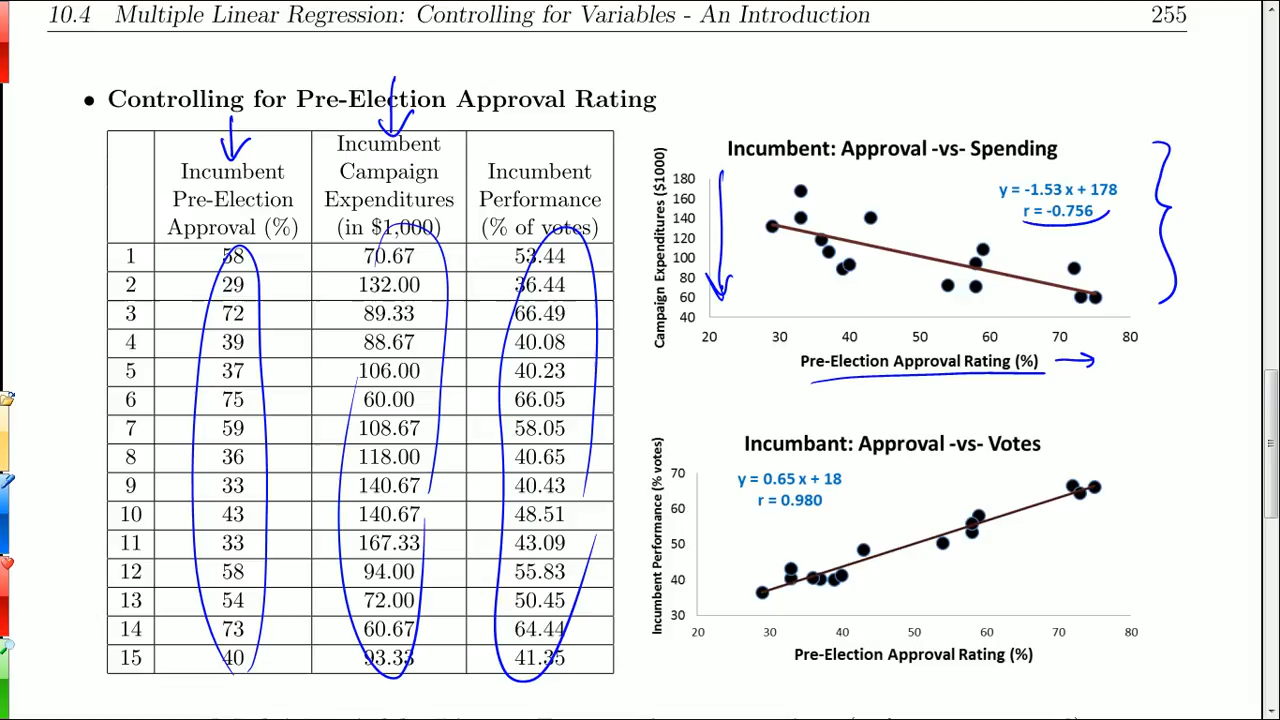 10.4 Multiple Linear Regression: Controlling for Variables - An Introduction 255
• Controlling for Pre-Election Approval Rating
Incumbent Pre-Election Approval (%) Incumbent Campaign Expenditures (in $1,000) Incumbent Performance (% of votes)
1 58 70.67 53.44
2 29 132.00 36.44
3 72 89.33 66.49
4 39 88.67 40.08
5 37 106.00 40.23
6 75 60.00 66.05
7 59 108.67 58.05
8 36 118.00 40.65
9 33 140.67 40.43
10 43 140.67 48.51
11 33 167.33 43.09
12 58 94.00 55.83
13 54 72.00 50.45
14 73 60.67 64.44
15 40 93.33 41.35
Incumbent: Approval -vs- Spending
Campaign Expenditures ($1000)
180
160
140
120
100
80
60
40
y = -1.53 x + 178
r = -0.756
20 30 40 50 60 70 80
Pre-Election Approval Rating (%)
Incumbant: Approval -vs- Votes
Incumbent Performance (% votes)
70
60
50
40
30
y = 0.65 x + 18
r = 0.980
20 30 40 50 60 70 80
Pre-Election Approval Rating (%)